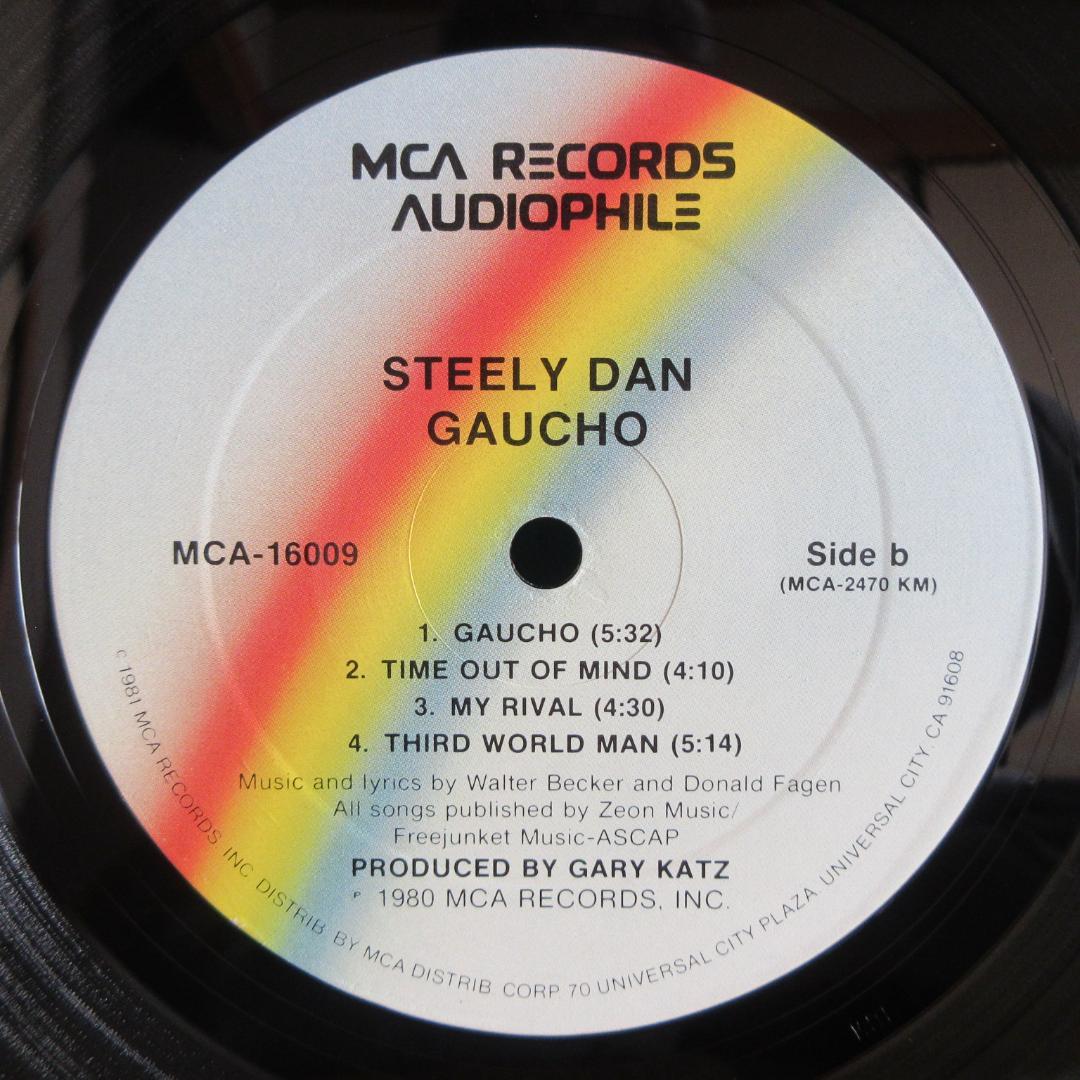 MCA RECORDS
AUDIOPHILE
STEELY DAN
GAUCHO
MCA-16009
Side b
(MCA-2470 KM)
1. GAUCHO (5:32)
2. TIME OUT OF MIND (4:10)
3. MY RIVAL (4:30)
4. THIRD WORLD MAN (5:14)
Music and lyrics by Walter Becker and Donald Fagen
All songs published by Zeon Music/
Freejunket Music-ASCAP
PRODUCED BY GARY KATZ
℗ 1980 MCA RECORDS, INC.
©1981 MCA RECORDS, INC. DISTRIB. BY MCA DISTRIB. CORP. 70 UNIVERSAL CITY PLAZA, UNIVERSAL CITY, CA 91608